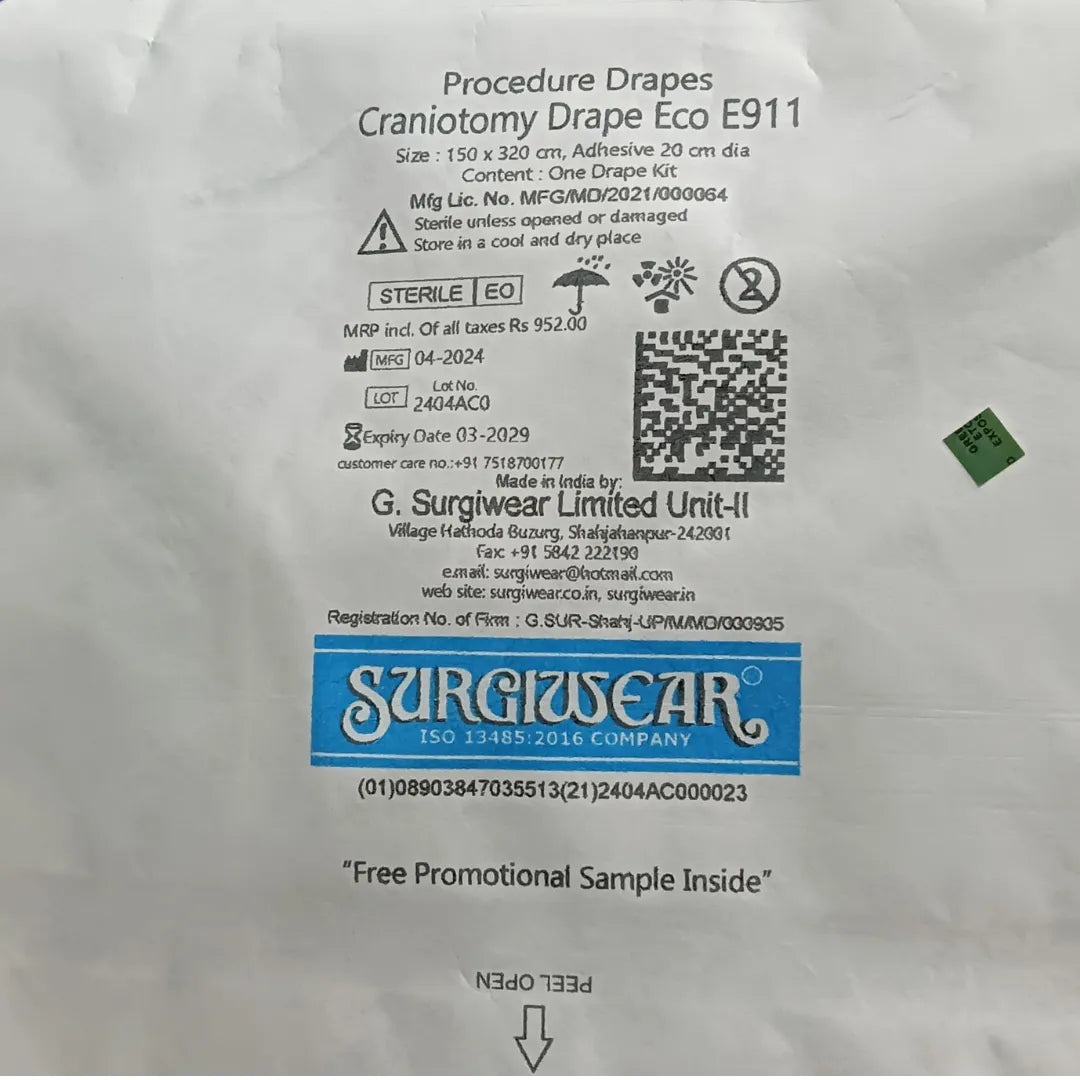 Procedure Drapes
Craniotomy Drape Eco E911
Size : 150 x 320 cm, Adhesive 20 cm dia
Content : One Drape Kit
Mfg Lic. No. MFG/MD/2021/000064
Sterile unless opened or damaged
Store in a cool and dry place
STERILE EO
2
MRP incl. Of all taxes Rs 952.00
MFG 04-2024
Lot No.
LOT 2404AC0
Expiry Date 03-2029
customer care no.:+91 7518700177
Made in India by:
G. Surgiwear Limited Unit-II
Village Hathoda Buzurg, Shahjahanpur-242001
Fax: +91 5842 222190
email: surgiwear@hotmail.com
web site: surgiwear.co.in, surgiwear.in
Registration No. of Firm : G.SUR-Shahj-UP/M/MD/000905
SURGIWEAR
ISO 13485:2016 COMPANY
(01)08903847035513(21)2404AC000023
"Free Promotional Sample Inside"
PEEL OPEN
GRE
ETO
EXPOS